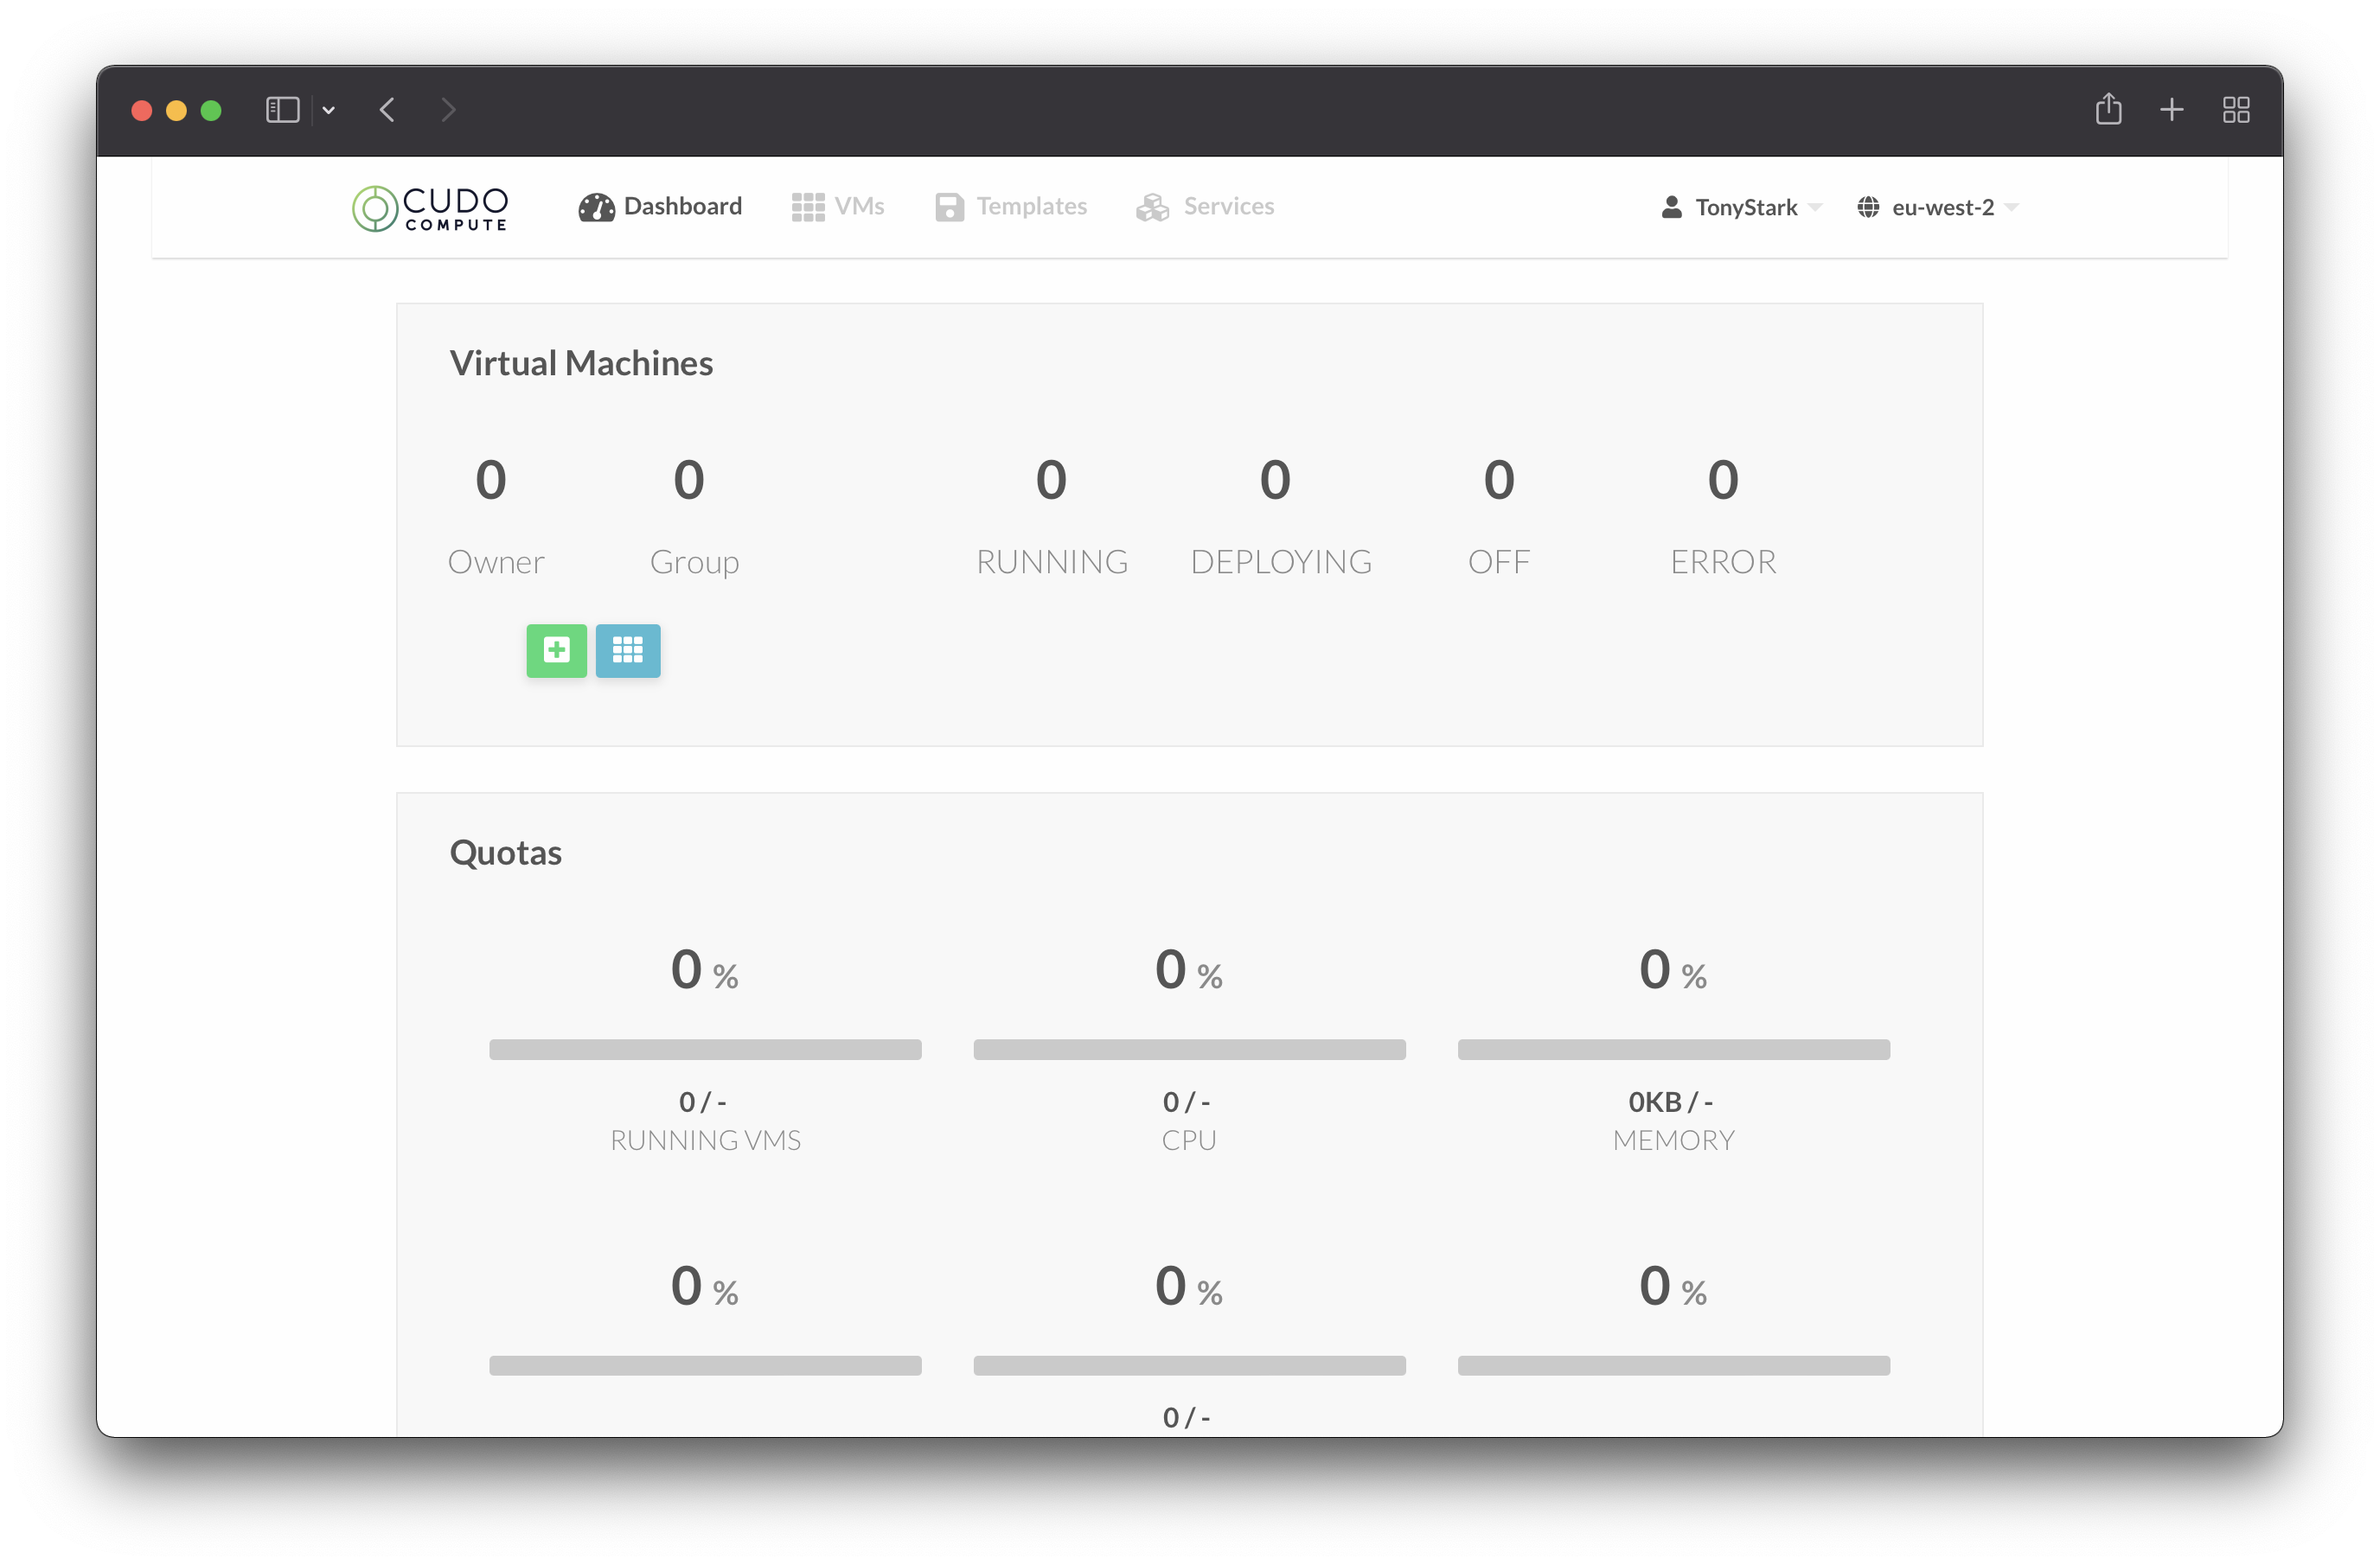 CUDO
COMPUTE
Dashboard VMs Templates Services TonyStark eu-west-2
Virtual Machines
0 0 0 0 0 0
Owner Group RUNNING DEPLOYING OFF ERROR
Quotas
0 % 0 % 0 %
0 / - 0 / - 0KB / -
RUNNING VMS CPU MEMORY
0 % 0 % 0 %
0 / -